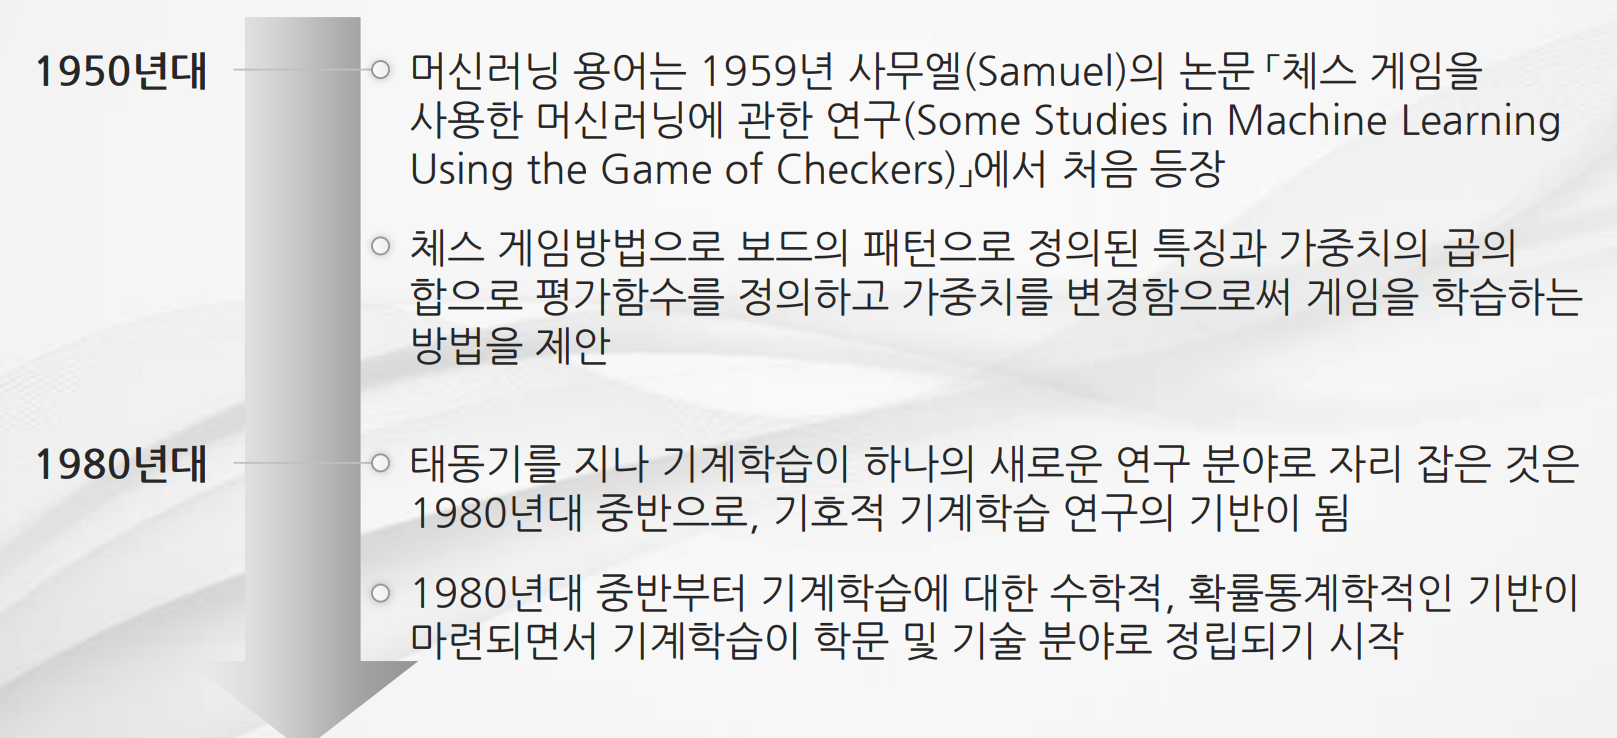 1950년대
머신러닝 용어는 1959년 사무엘(Samuel)의 논문 「체스 게임을
사용한 머신러닝에 관한 연구(Some Studies in Machine Learning
Using the Game of Checkers)」에서 처음 등장
체스 게임방법으로 보드의 패턴으로 정의된 특징과 가중치의 곱의
합으로 평가함수를 정의하고 가중치를 변경함으로써 게임을 학습하는
방법을 제안
1980년대
태동기를 지나 기계학습이 하나의 새로운 연구 분야로 자리 잡은 것은
1980년대 중반으로, 기호적 기계학습 연구의 기반이 됨
1980년대 중반부터 기계학습에 대한 수학적, 확률통계학적인 기반이
마련되면서 기계학습이 학문 및 기술 분야로 정립되기 시작